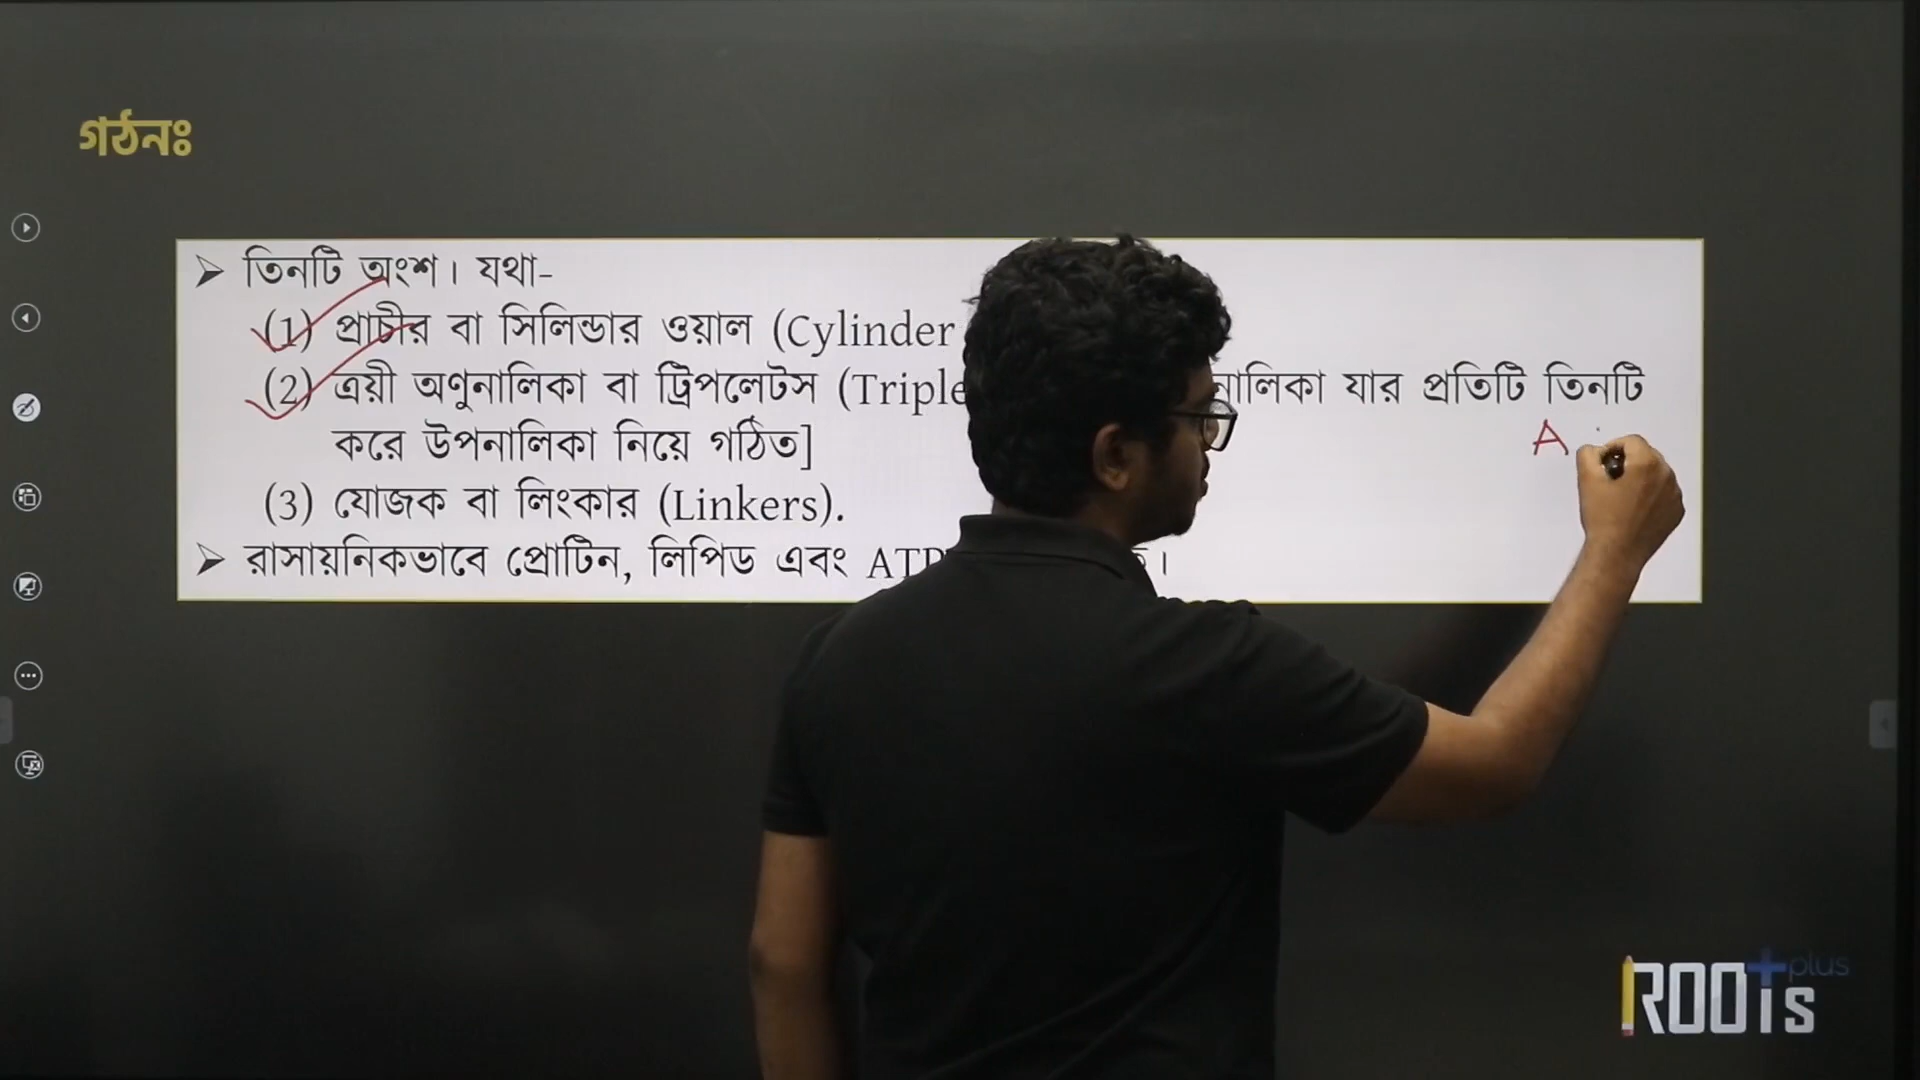 গঠনঃ
➢ তিনটি অংশ। যথা-
(1) প্রাচীর বা সিলিন্ডার ওয়াল (Cylinder
(2) ত্রয়ী অণুনালিকা বা ট্রিপলেটস (Triple নালিকা যার প্রতিটি তিনটি
A
করে উপনালিকা নিয়ে গঠিত]
(3) যোজক বা লিংকার (Linkers).
➢ রাসায়নিকভাবে প্রোটিন, লিপিড এবং ATP
ROOTs plus